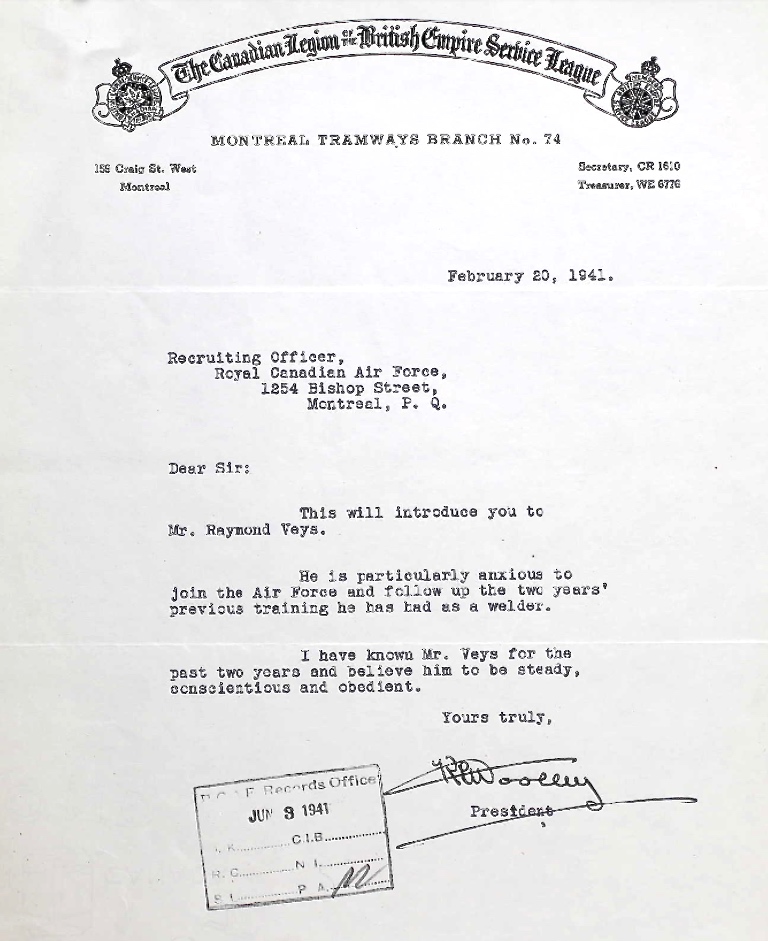 The Canadian Legion of the British Empire Service League
MONTREAL TRAMWAYS BRANCH No. 74
159 Craig St. West
Montreal
Secretary, CR 1610
Treasurer, WE 6776
February 20, 1941.
Recruiting Officer,
Royal Canadian Air Force,
1254 Bishop Street,
Montreal, P. Q.
Dear Sir:
This will introduce you to
Mr. Raymond Veys.
He is particularly anxious to
join the Air Force and follow up the two years'
previous training he has had as a welder.
I have known Mr. Veys for the
past two years and believe him to be steady,
conscientious and obedient.
Yours truly,
Woolley
President
R.C.A.F. Records Office
JUN 3 1941
C.I.B.
R. C. N I.
S I. P A.